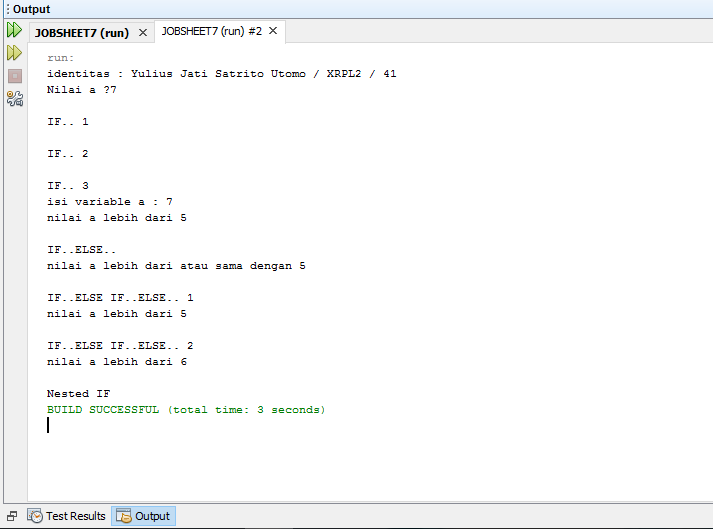 Output
JOBSHEET7 (run) × JOBSHEET7 (run) #2 ×
run:
identitas : Yulius Jati Satrito Utomo / XRPL2 / 41
Nilai a ?7
IF.. 1
IF.. 2
IF.. 3
isi variable a : 7
nilai a lebih dari 5
IF..ELSE..
nilai a lebih dari atau sama dengan 5
IF..ELSE IF..ELSE.. 1
nilai a lebih dari 5
IF..ELSE IF..ELSE.. 2
nilai a lebih dari 6
Nested IF
BUILD SUCCESSFUL (total time: 3 seconds)
Test Results Output